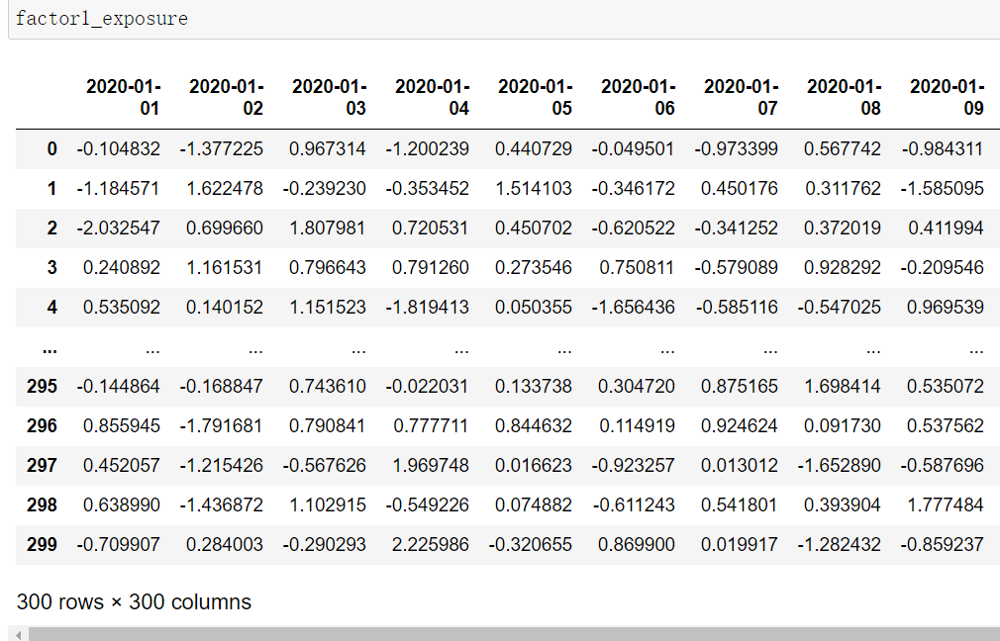 factor1_exposure
2020-01- 2020-01- 2020-01- 2020-01- 2020-01- 2020-01- 2020-01- 2020-01- 2020-01-
01 02 03 04 05 06 07 08 09
0 -0.104832 -1.377225 0.967314 -1.200239 0.440729 -0.049501 -0.973399 0.567742 -0.984311
1 -1.184571 1.622478 -0.239230 -0.353452 1.514103 -0.346172 0.450176 0.311762 -1.585095
2 -2.032547 0.699660 1.807981 0.720531 0.450702 -0.620522 -0.341252 0.372019 0.411994
3 0.240892 1.161531 0.796643 0.791260 0.273546 0.750811 -0.579089 0.928292 -0.209546
4 0.535092 0.140152 1.151523 -1.819413 0.050355 -1.656436 -0.585116 -0.547025 0.969539
... ... ... ... ... ... ... ... ... ...
295 -0.144864 -0.168847 0.743610 -0.022031 0.133738 0.304720 0.875165 1.698414 0.535072
296 0.855945 -1.791681 0.790841 0.777711 0.844632 0.114919 0.924624 0.091730 0.537562
297 0.452057 -1.215426 -0.567626 1.969748 0.016623 -0.923257 0.013012 -1.652890 -0.587696
298 0.638990 -1.436872 1.102915 -0.549226 0.074882 -0.611243 0.541801 0.393904 1.777484
299 -0.709907 0.284003 -0.290293 2.225986 -0.320655 0.869900 0.019917 -1.282432 -0.859237
300 rows × 300 columns